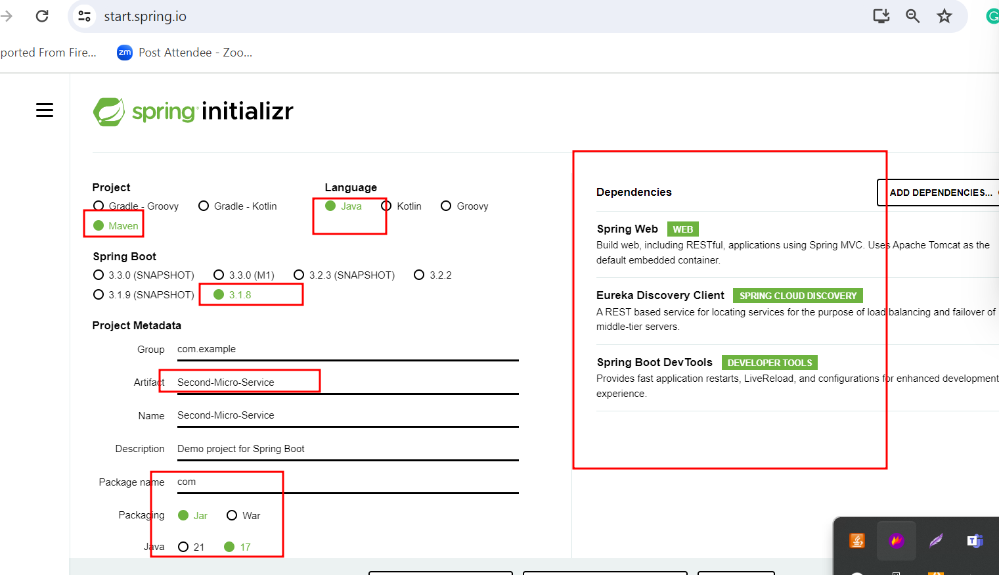 start.spring.io
ported From Fire...
zm Post Attendee - Zoo...
spring initializr
Project
Gradle - Groovy Gradle - Kotlin
Maven
Language
Java Kotlin Groovy
Spring Boot
3.3.0 (SNAPSHOT) 3.3.0 (M1) 3.2.3 (SNAPSHOT) 3.2.2
3.1.9 (SNAPSHOT) 3.1.8
Project Metadata
Group com.example
Artifact Second-Micro-Service
Name Second-Micro-Service
Description Demo project for Spring Boot
Package name com
Packaging Jar War
Java 21 17
Dependencies ADD DEPENDENCIES...
Spring Web WEB
Build web, including RESTful, applications using Spring MVC. Uses Apache Tomcat as the
default embedded container.
Eureka Discovery Client SPRING CLOUD DISCOVERY
A REST based service for locating services for the purpose of load balancing and failover of
middle-tier servers.
Spring Boot DevTools DEVELOPER TOOLS
Provides fast application restarts, LiveReload, and configurations for enhanced development
experience.